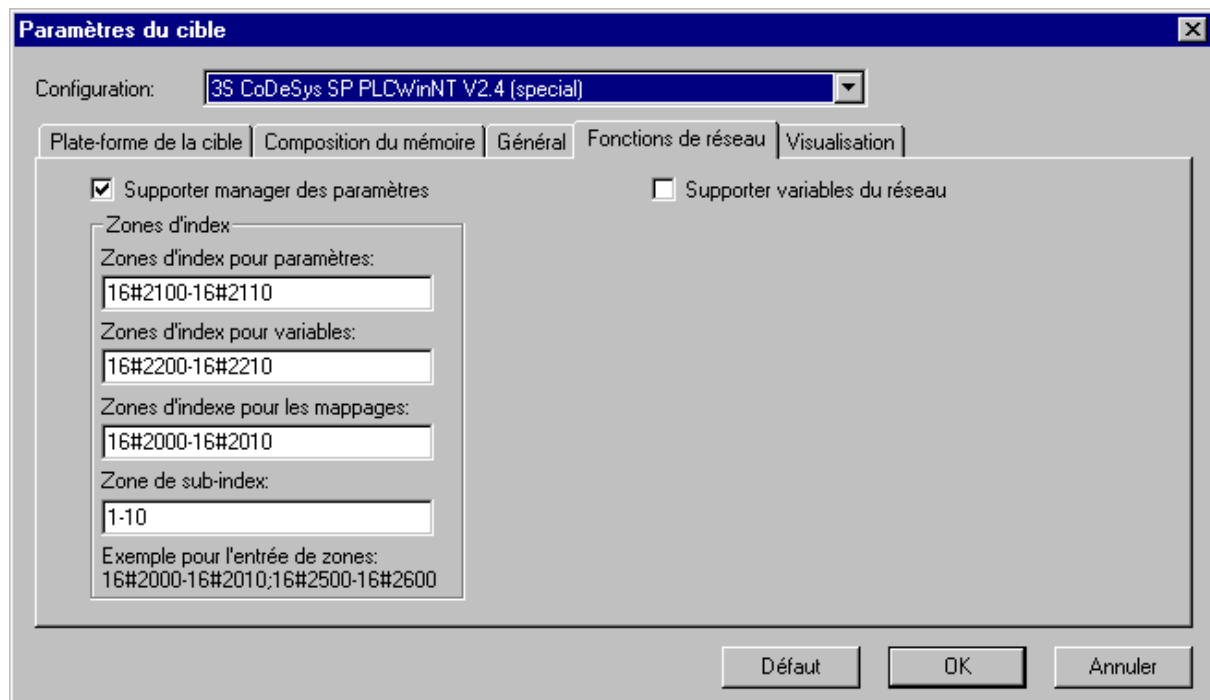 Paramètres du cible
Configuration: 3S CoDeSys SP PLCWinNT V2.4 (special)
Plate-forme de la cible Composition du mémoire Général Fonctions de réseau Visualisation
Supporter manager des paramètres Supporter variables du réseau
Zones d'index
Zones d'index pour paramètres:
16#2100-16#2110
Zones d'index pour variables:
16#2200-16#2210
Zones d'indexe pour les mappages:
16#2000-16#2010
Zone de sub-index:
1-10
Exemple pour l'entrée de zones:
16#2000-16#2010;16#2500-16#2600
Défaut OK Annuler